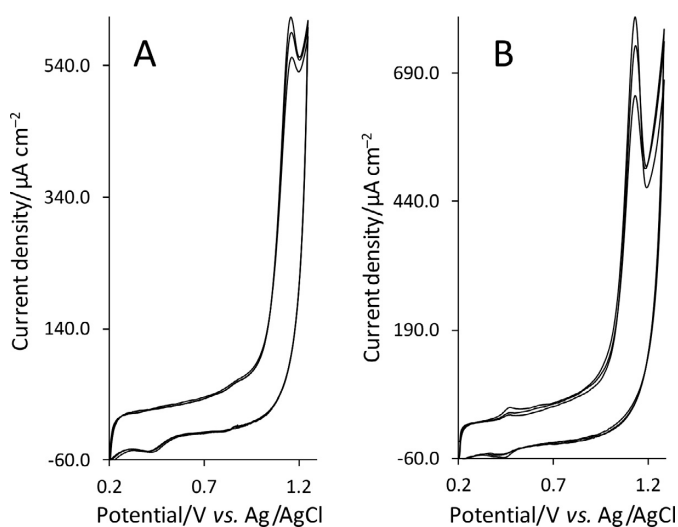 A
B
Current density/µA cm⁻²
540.0
340.0
140.0
-60.0
0.2
0.7
1.2
Potential/V vs. Ag/AgCl
Current density/µA cm⁻²
690.0
440.0
190.0
-60.0
0.2
0.7
1.2
Potential/V vs. Ag/AgCl